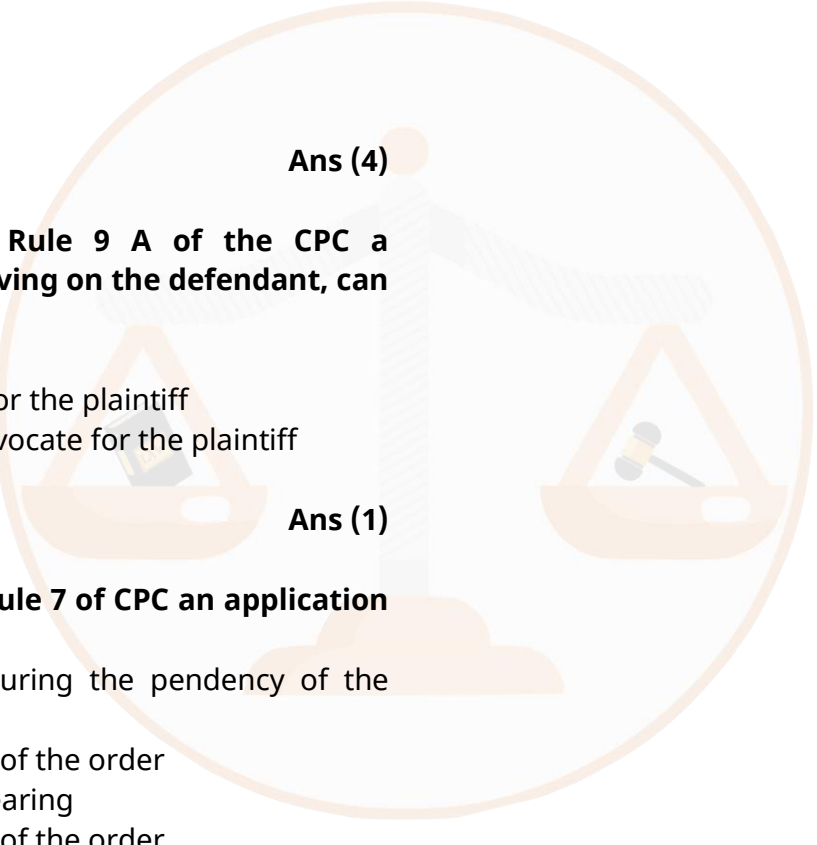 Ans (4)
Rule 9 A of the CPC a
ving on the defendant, can
or the plaintiff
vocate for the plaintiff
Ans (1)
ule 7 of CPC an application
uring the pendency of the
of the order
earing
of the order